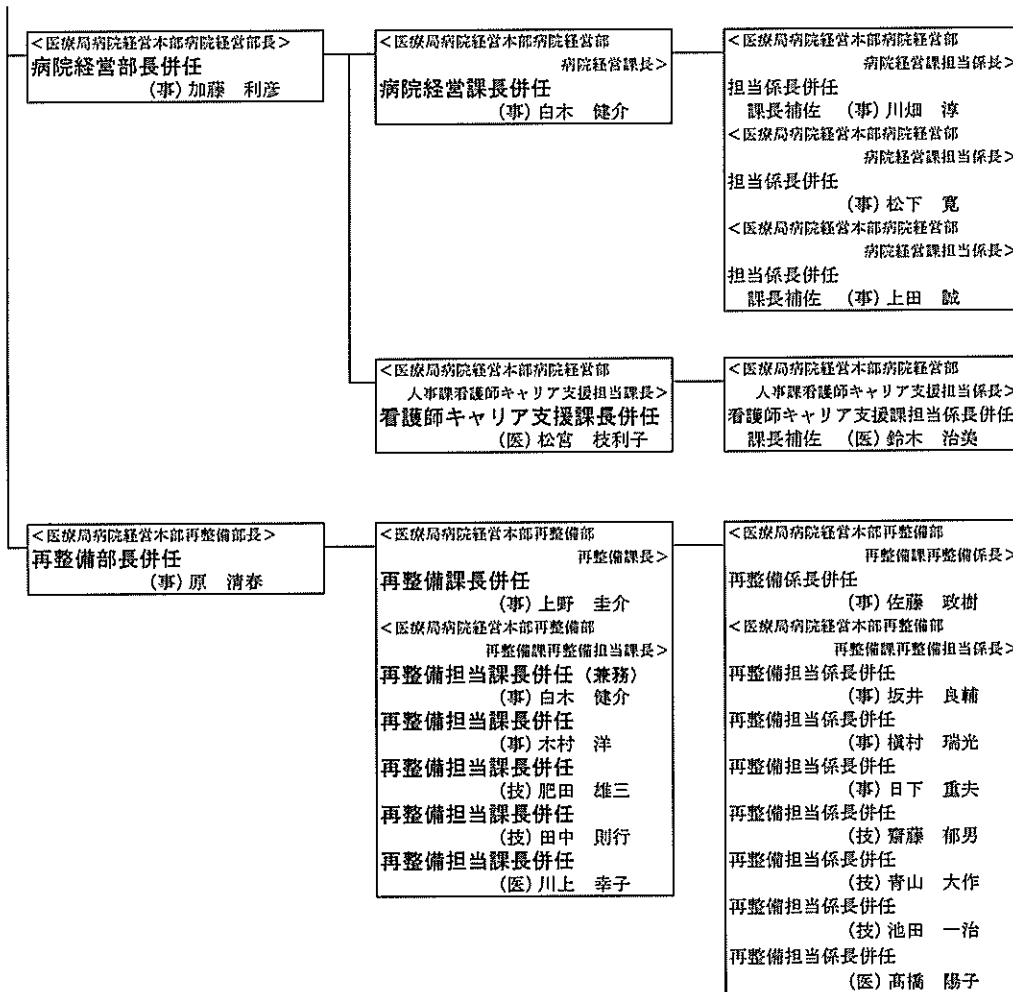 <医療局病院経営本部病院経営部長>
病院経営部長併任
(事)加藤　利彦
<医療局病院経営本部病院経営部
病院経営課長>
病院経営課長併任
(事)白木　健介
<医療局病院経営本部病院経営部
病院経営課担当係長>
担当係長併任
課長補佐　(事)川畑　淳
<医療局病院経営本部病院経営部
病院経営課担当係長>
担当係長併任
(事)松下　寛
<医療局病院経営本部病院経営部
病院経営課担当係長>
担当係長併任
課長補佐　(事)上田　誠
<医療局病院経営本部病院経営部
人事課看護師キャリア支援担当課長>
看護師キャリア支援課長併任
(医)松宮　枝利子
<医療局病院経営本部病院経営部
人事課看護師キャリア支援担当係長>
看護師キャリア支援課担当係長併任
課長補佐　(医)鈴木　治美
<医療局病院経営本部再整備部長>
再整備部長併任
(事)原　清春
<医療局病院経営本部再整備部
再整備課長>
再整備課長併任
(事)上野　圭介
<医療局病院経営本部再整備部
再整備課再整備担当課長>
再整備担当課長併任(兼務)
(事)白木　健介
再整備担当課長併任
(事)木村　洋
再整備担当課長併任
(技)肥田　雄三
再整備担当課長併任
(技)田中　則行
再整備担当課長併任
(医)川上　幸子
<医療局病院経営本部再整備部
再整備課再整備係長>
再整備係長併任
(事)佐藤　政樹
<医療局病院経営本部再整備部
再整備課再整備担当係長>
再整備担当係長併任
(事)坂井　良輔
再整備担当係長併任
(事)槇村　瑞光
再整備担当係長併任
(事)日下　重夫
再整備担当係長併任
(技)齋藤　郁男
再整備担当係長併任
(技)青山　大作
再整備担当係長併任
(技)池田　一治
再整備担当係長併任
(医)髙橋　陽子